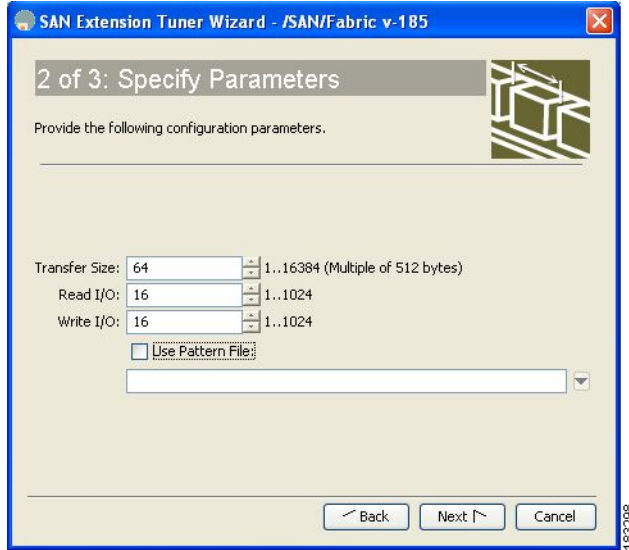 SAN Extension Tuner Wizard - /SAN/Fabric v-185
2 of 3: Specify Parameters
Provide the following configuration parameters.
Transfer Size: 64 1..16384 (Multiple of 512 bytes)
Read I/O: 16 1..1024
Write I/O: 16 1..1024
Use Pattern File:
Back Next Cancel
183298